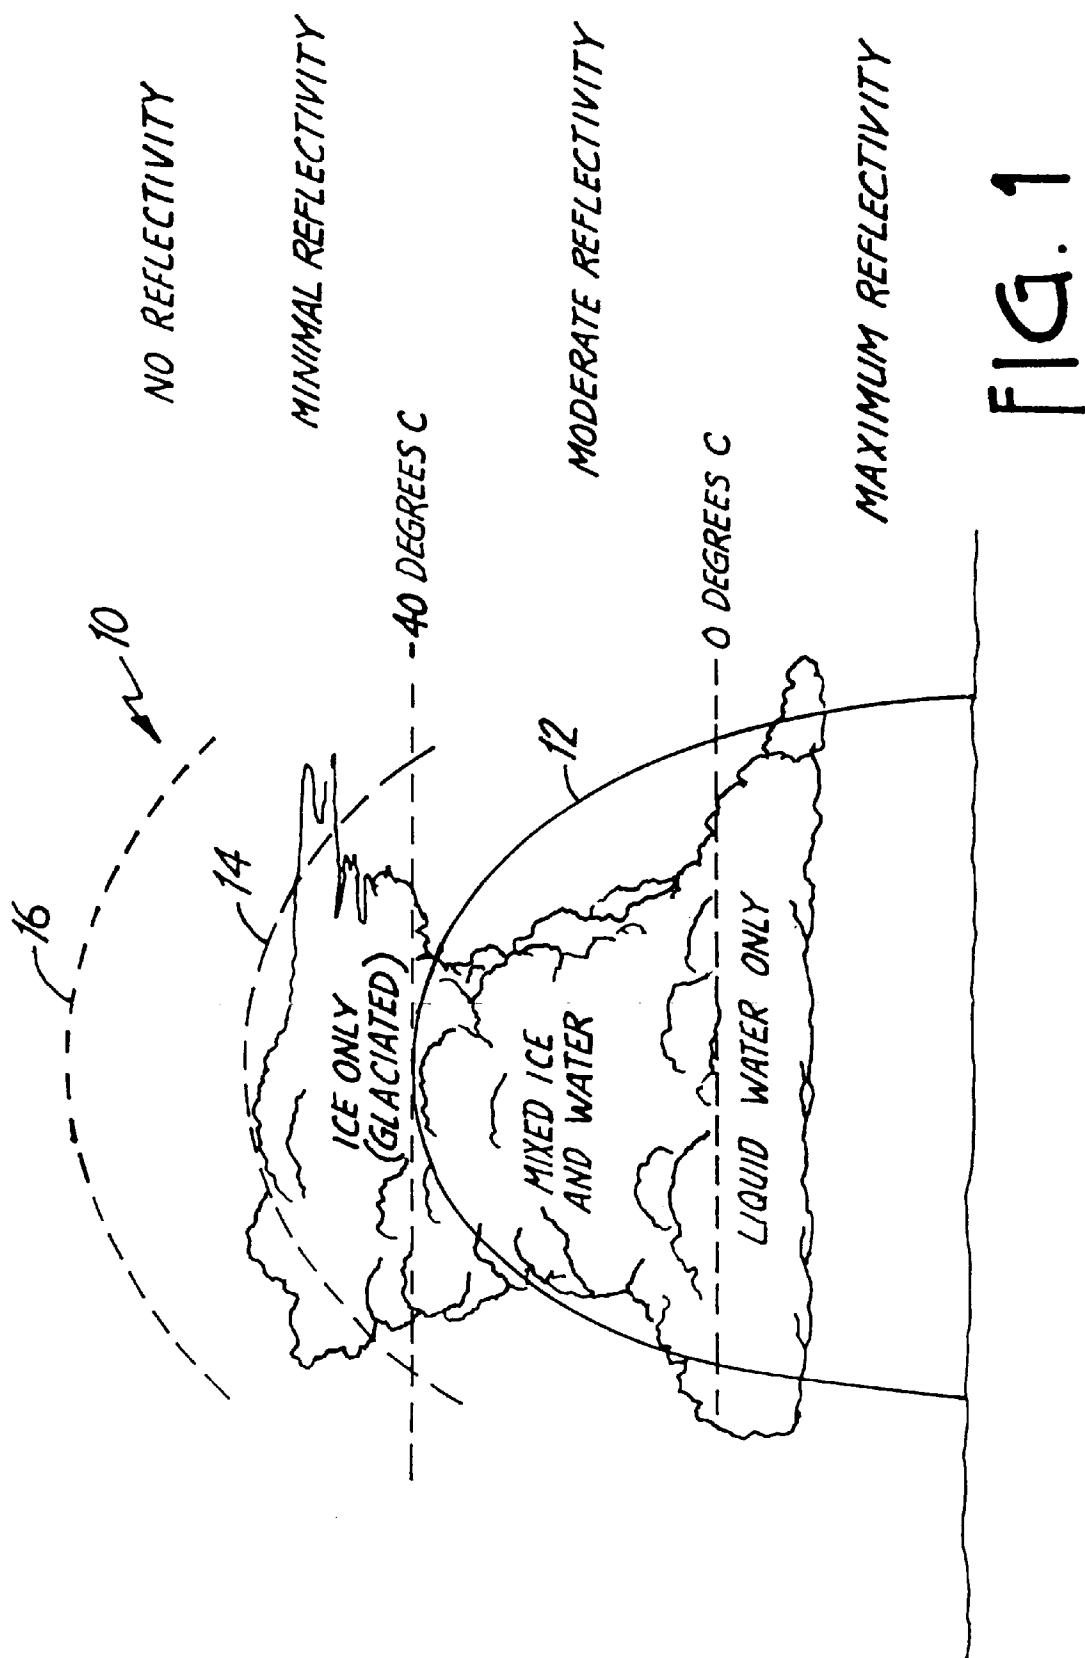 16
10
14
12
NO REFLECTIVITY
MINIMAL REFLECTIVITY
-40 DEGREES C
MODERATE REFLECTIVITY
0 DEGREES C
MAXIMUM REFLECTIVITY
ICE ONLY
(GLACIATED)
MIXED ICE
AND WATER
LIQUID WATER ONLY
FIG. 1